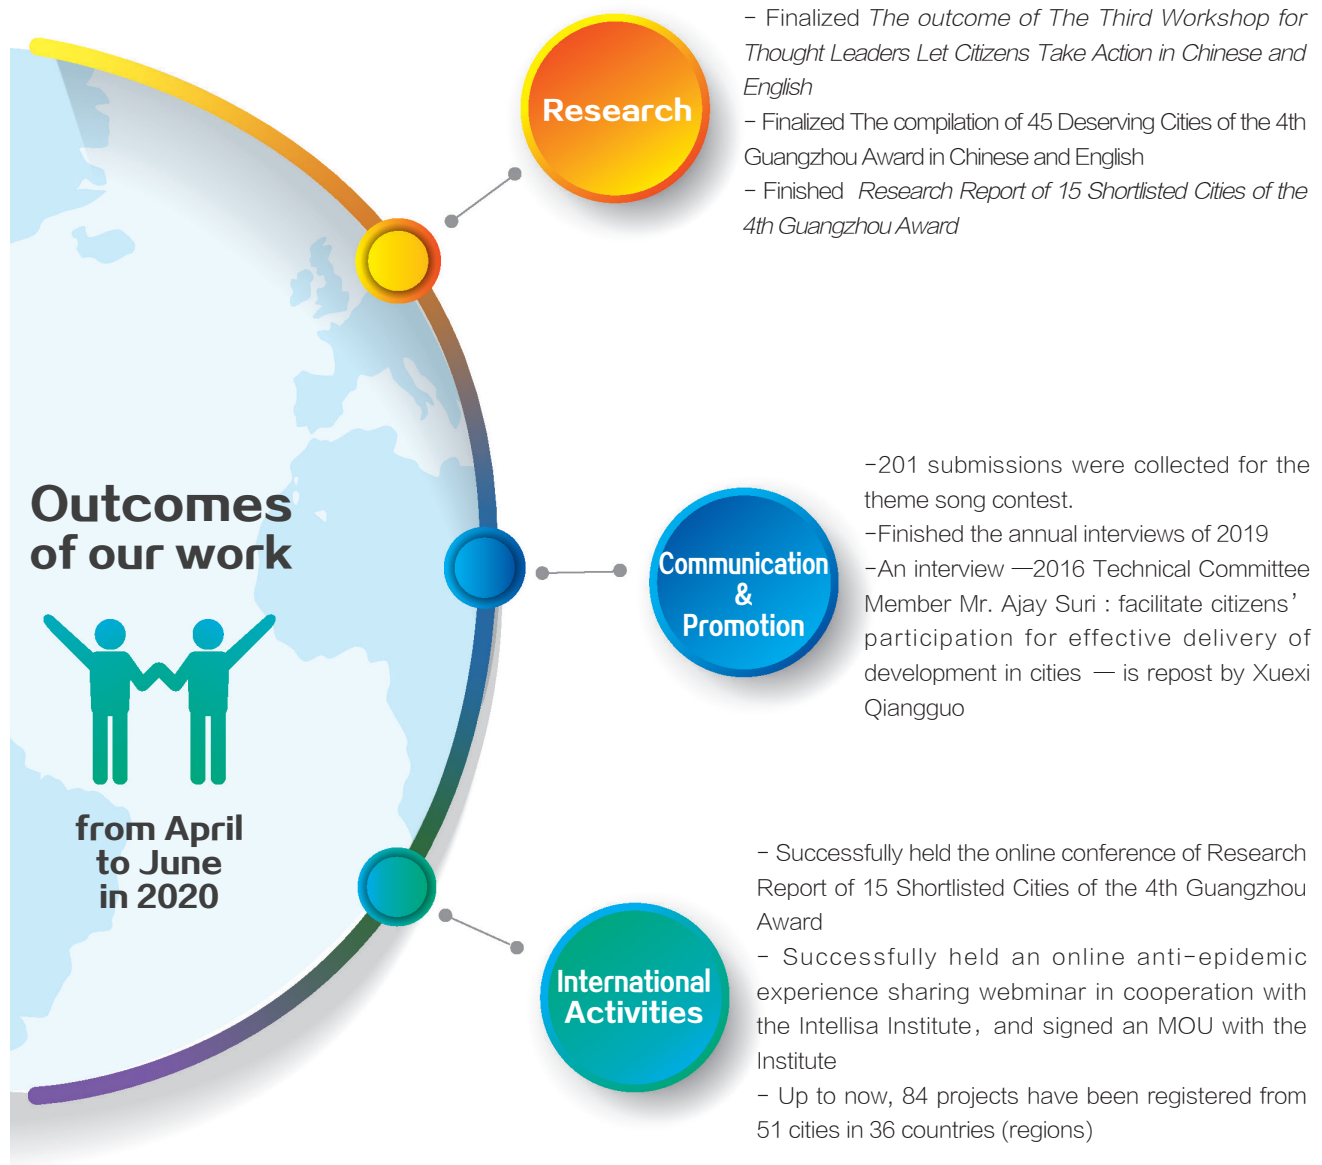 Outcomes
of our work
from April
to June
in 2020
Research
- Finalized The outcome of The Third Workshop for
Thought Leaders Let Citizens Take Action in Chinese and
English
- Finalized The compilation of 45 Deserving Cities of the 4th
Guangzhou Award in Chinese and English
- Finished Research Report of 15 Shortlisted Cities of the
4th Guangzhou Award
Communication
&
Promotion
-201 submissions were collected for the
theme song contest.
-Finished the annual interviews of 2019
-An interview —2016 Technical Committee
Member Mr. Ajay Suri : facilitate citizens’
participation for effective delivery of
development in cities — is repost by Xuexi
Qiangguo
International
Activities
- Successfully held the online conference of Research
Report of 15 Shortlisted Cities of the 4th Guangzhou
Award
- Successfully held an online anti-epidemic
experience sharing webminar in cooperation with
the Intellisa Institute, and signed an MOU with the
Institute
- Up to now, 84 projects have been registered from
51 cities in 36 countries (regions)